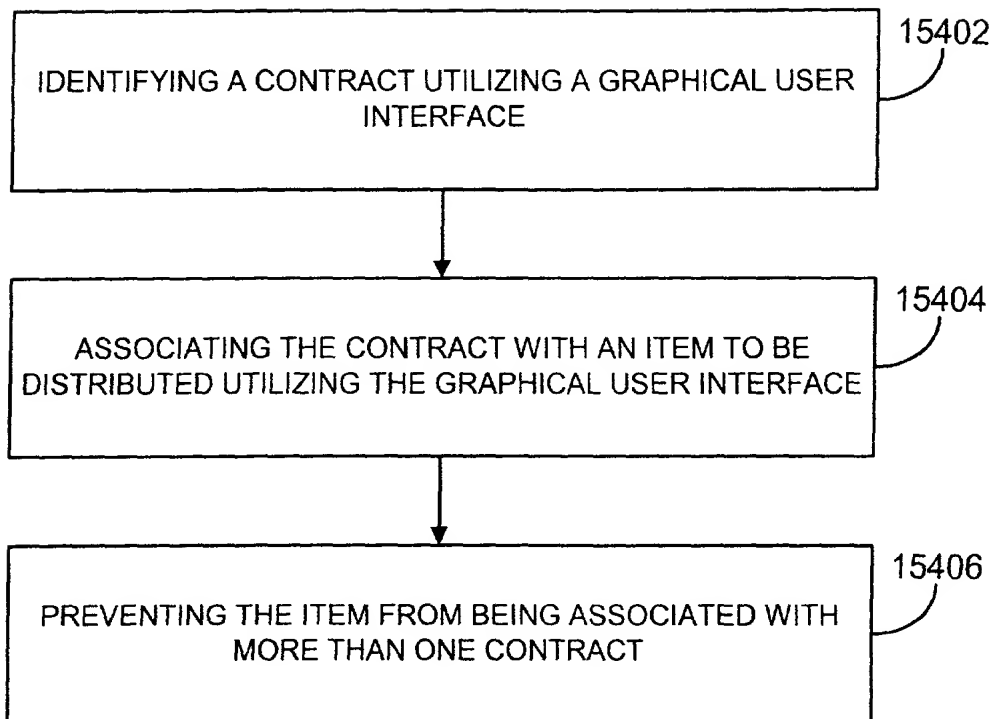 15402
IDENTIFYING A CONTRACT UTILIZING A GRAPHICAL USER
INTERFACE
15404
ASSOCIATING THE CONTRACT WITH AN ITEM TO BE
DISTRIBUTED UTILIZING THE GRAPHICAL USER INTERFACE
15406
PREVENTING THE ITEM FROM BEING ASSOCIATED WITH
MORE THAN ONE CONTRACT